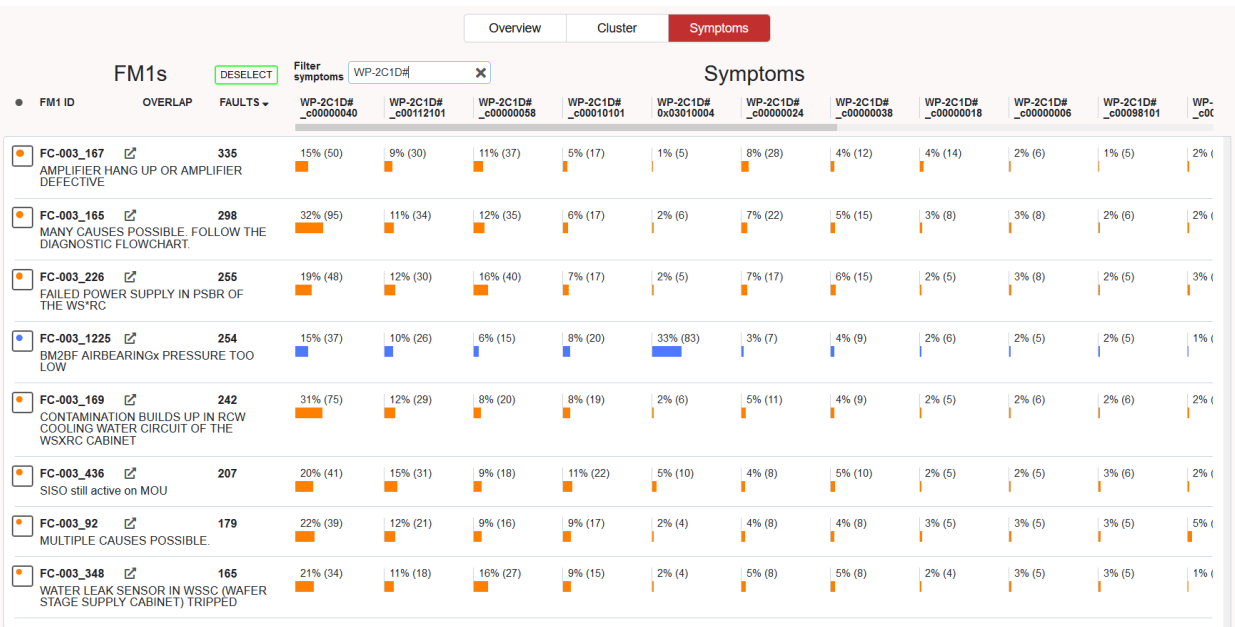 Overview Cluster Symptoms
FM1s DESELECT Filter symptoms WP-2C1D# Symptoms
FM1 ID OVERLAP FAULTS WP-2C1D# _c00000040 WP-2C1D# _c00112101 WP-2C1D# _c00000058 WP-2C1D# _c00010101 WP-2C1D# 0x03010004 WP-2C1D# _c00000024 WP-2C1D# _c00000038 WP-2C1D# _c00000018 WP-2C1D# _c00000006 WP-2C1D# _c00098101 WP- _c00
FC-003_167 335 15% (50) 9% (30) 11% (37) 5% (17) 1% (5) 8% (28) 4% (12) 4% (14) 2% (6) 1% (5) 2% (
AMPLIFIER HANG UP OR AMPLIFIER
DEFECTIVE
FC-003_165 298 32% (95) 11% (34) 12% (35) 6% (17) 2% (6) 7% (22) 5% (15) 3% (8) 3% (8) 2% (6) 2% (
MANY CAUSES POSSIBLE. FOLLOW THE
DIAGNOSTIC FLOWCHART.
FC-003_226 255 19% (48) 12% (30) 16% (40) 7% (17) 2% (5) 7% (17) 6% (15) 2% (5) 3% (8) 2% (5) 3% (
FAILED POWER SUPPLY IN PSBR OF
THE WS*RC
FC-003_1225 254 15% (37) 10% (26) 6% (15) 8% (20) 33% (83) 3% (7) 4% (9) 2% (6) 2% (5) 2% (5) 1% (
BM2BF AIRBEARINGx PRESSURE TOO
LOW
FC-003_169 242 31% (75) 12% (29) 8% (20) 8% (19) 2% (6) 5% (11) 4% (9) 2% (5) 2% (6) 2% (6) 2% (
CONTAMINATION BUILDS UP IN RCW
COOLING WATER CIRCUIT OF THE
WSXRC CABINET
FC-003_436 207 20% (41) 15% (31) 9% (18) 11% (22) 5% (10) 4% (8) 5% (10) 2% (5) 2% (5) 3% (6) 2% (
SISO still active on MOU
FC-003_92 179 22% (39) 12% (21) 9% (16) 9% (17) 2% (4) 4% (8) 4% (8) 3% (5) 3% (5) 3% (5) 5% (
MULTIPLE CAUSES POSSIBLE.
FC-003_348 165 21% (34) 11% (18) 16% (27) 9% (15) 2% (4) 5% (8) 5% (8) 2% (4) 3% (5) 3% (5) 1% (
WATER LEAK SENSOR IN WSSC (WAFER
STAGE SUPPLY CABINET) TRIPPED